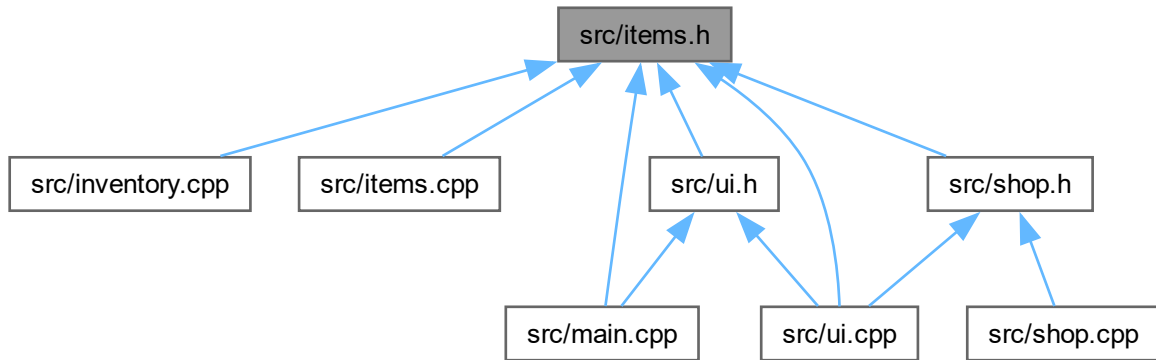 src/items.h
src/inventory.cpp
src/items.cpp
src/ui.h
src/shop.h
src/main.cpp
src/ui.cpp
src/shop.cpp